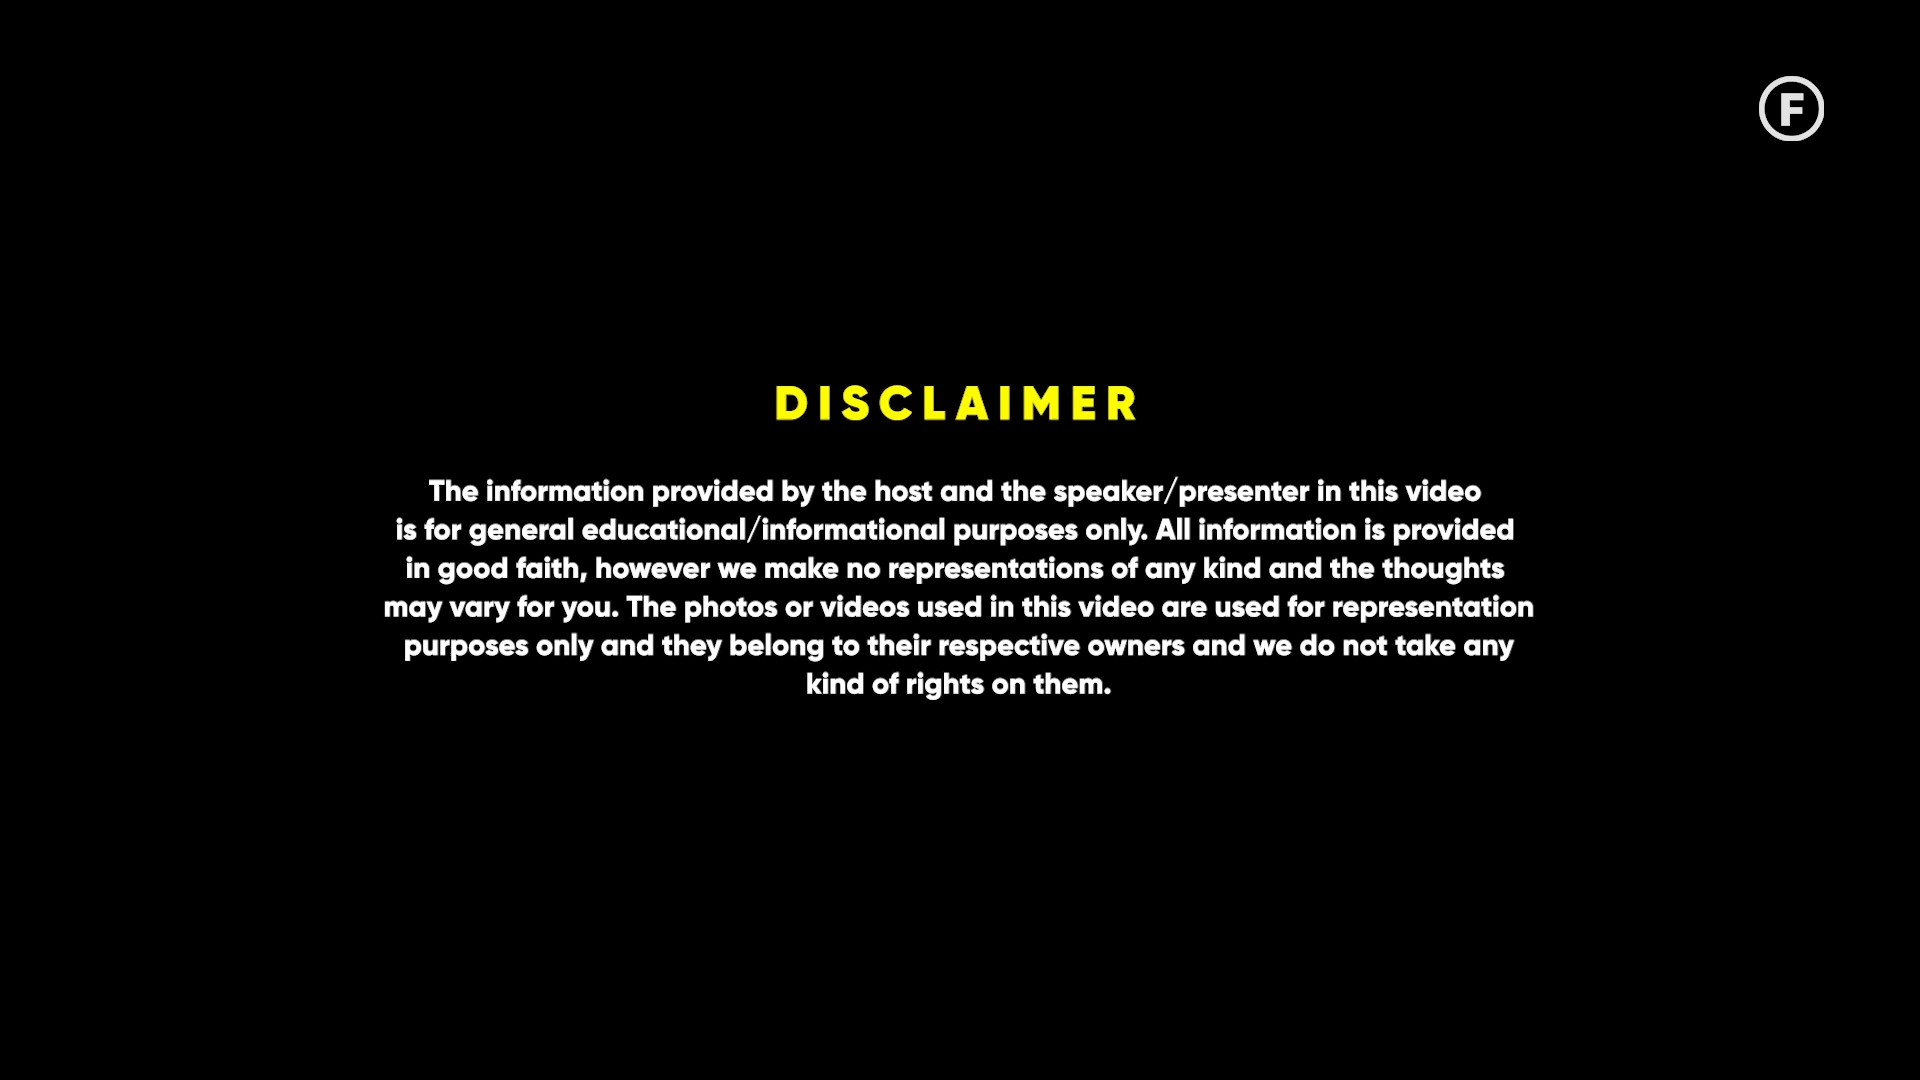 F
DISCLAIMER
The information provided by the host and the speaker/presenter in this video
is for general educational/informational purposes only. All information is provided
in good faith, however we make no representations of any kind and the thoughts
may vary for you. The photos or videos used in this video are used for representation
purposes only and they belong to their respective owners and we do not take any
kind of rights on them.